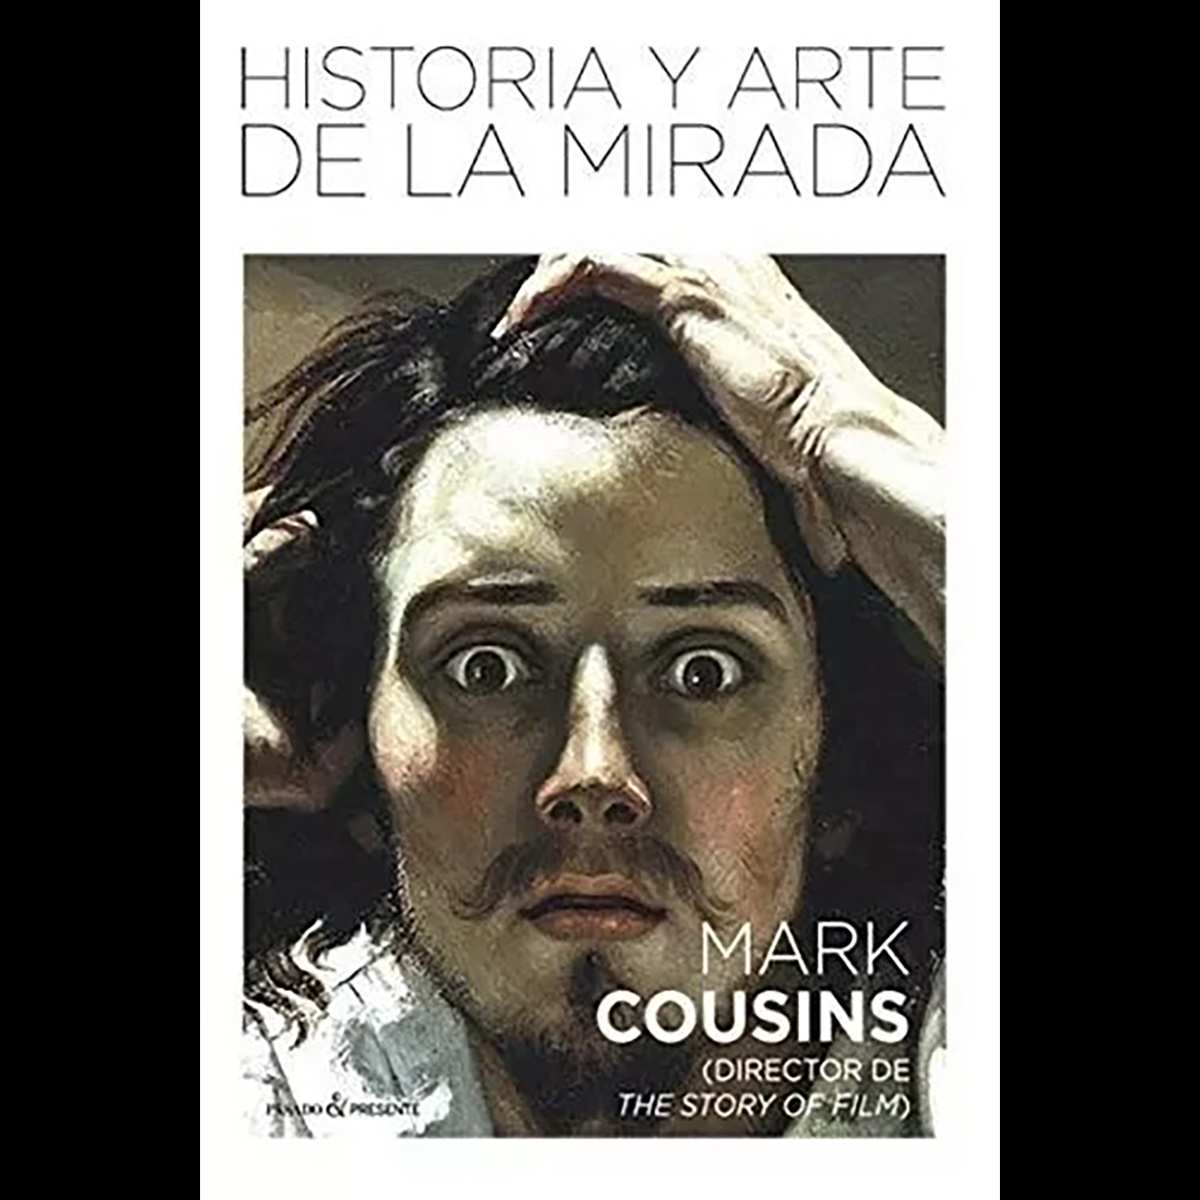 HISTORIA Y ARTE
DE LA MIRADA
MARK
COUSINS
(DIRECTOR DE
THE STORY OF FILM)
PASADO & PRESENTE